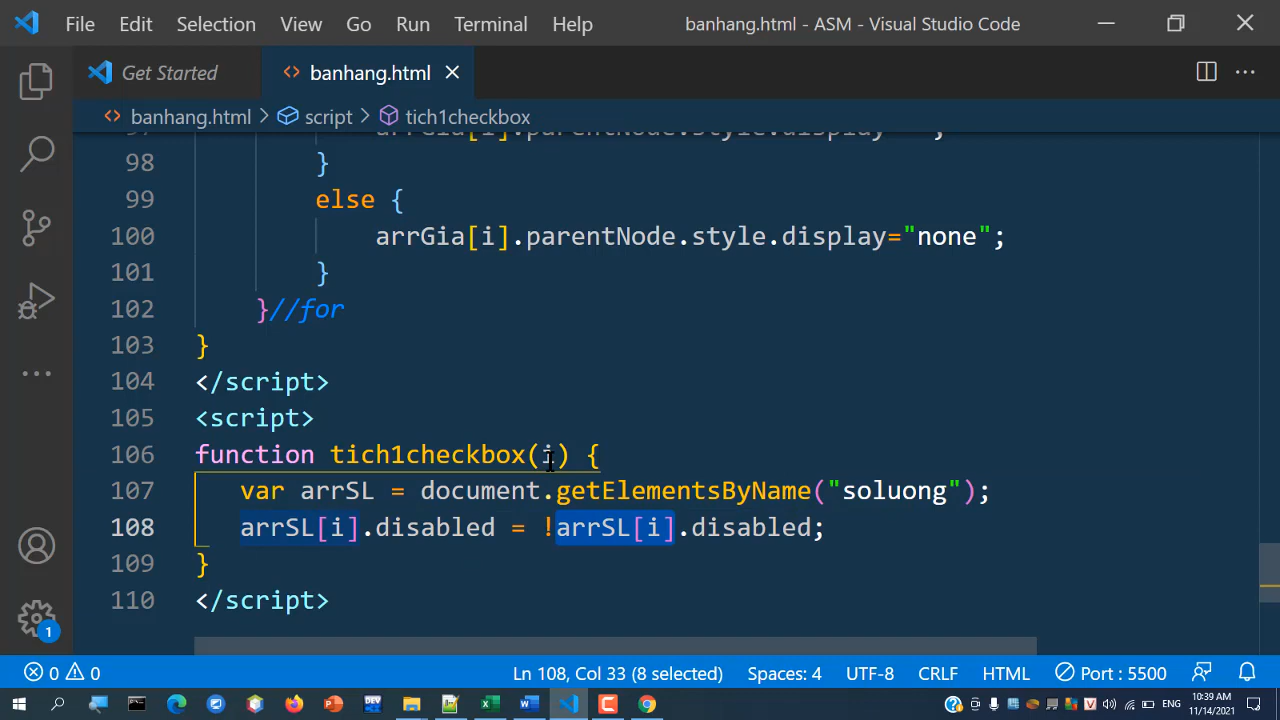 File Edit Selection View Go Run Terminal Help banhang.html - ASM - Visual Studio Code
Get Started banhang.html
banhang.html > script > tich1checkbox
98 }
99 else {
100 arrGia[i].parentNode.style.display="none";
101 }
102 }//for
103 }
104 </script>
105 <script>
106 function tich1checkbox(i) {
107 var arrSL = document.getElementsByName("soluong");
108 arrSL[i].disabled = !arrSL[i].disabled;
109 }
110 </script>
1
0 0 Ln 108, Col 33 (8 selected) Spaces: 4 UTF-8 CRLF HTML Port : 5500
ENG 10:39 AM
11/14/2021